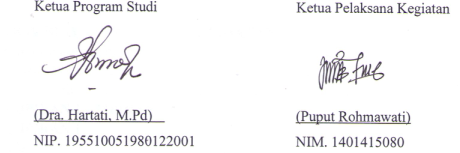 Ketua Program Studi
(Dra. Hartati, M.Pd)
NIP. 195510051980122001
Ketua Pelaksana Kegiatan
(Puput Rohmawati)
NIM. 1401415080